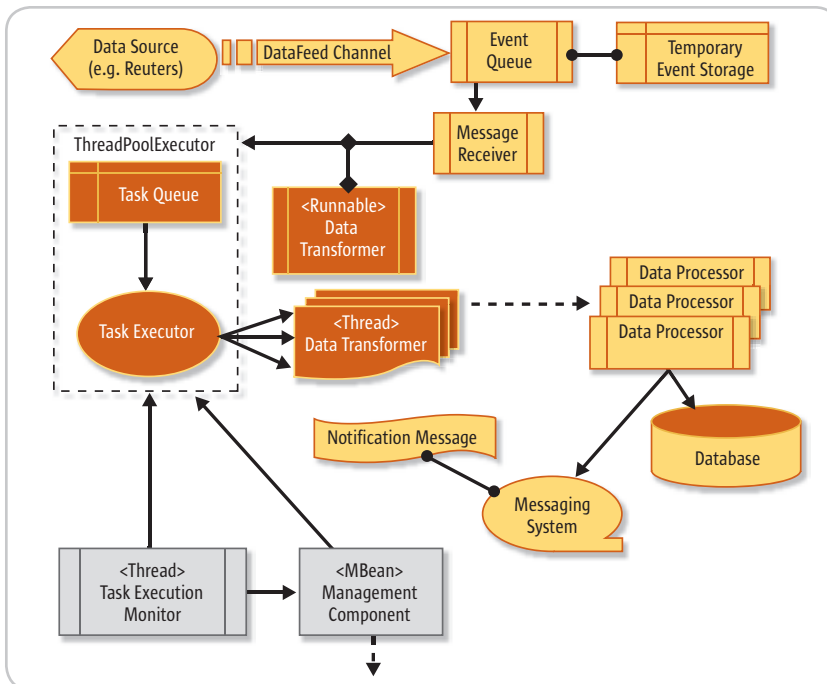 Data Source
(e.g. Reuters)
DataFeed Channel
Event
Queue
Temporary
Event Storage
Message
Receiver
ThreadPoolExecutor
Task Queue
<Runnable>
Data
Transformer
Task Executor
<Thread>
Data Transformer
Data Processor
Data Processor
Data Processor
Notification Message
Database
Messaging
System
<Thread>
Task Execution
Monitor
<MBean>
Management
Component